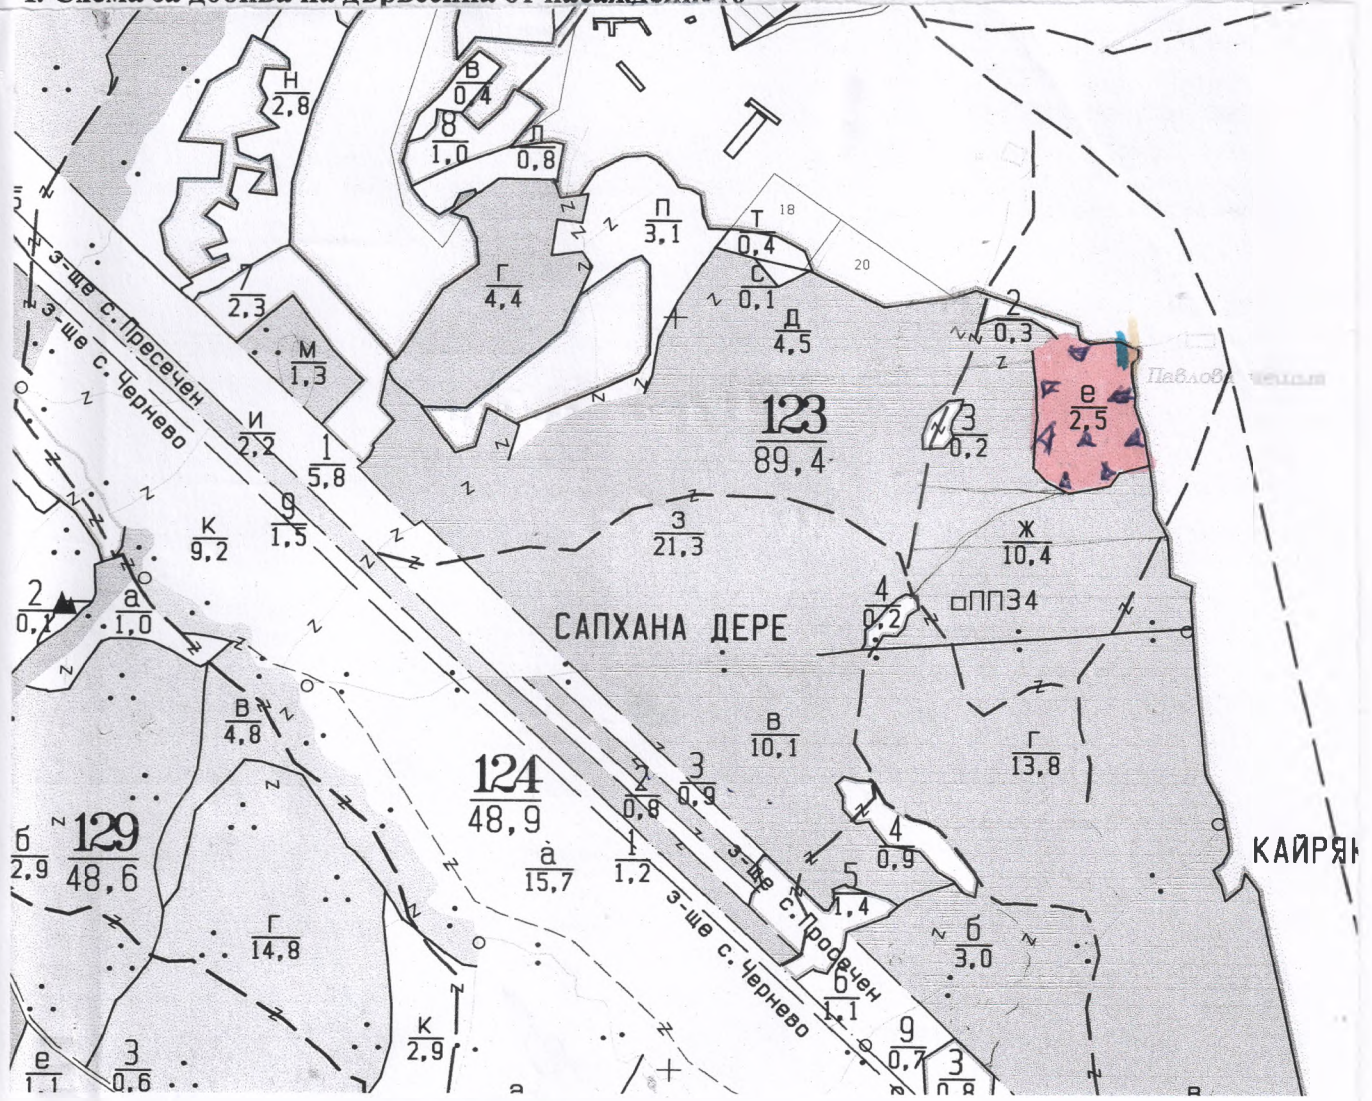 1. Схема за добива на дървесина от насаждението
Н
2,8
В
0,4
8
1,0
Л
0,8
П
3,1
Т
0,4
18
20
С
0,1
Г
4,4
Д
4,5
2
0,3
7
2,3
М
1,3
5
з-ще с. Пресечен
з-ще с. Чернево
123
89,4
3
0,2
е
2,5
Павлова чешма
И
2,2
1
5,8
9
1,5
К
9,2
З
21,3
Ж
10,4
□ПП34
4
0,2
САПХАНА ДЕРЕ
2
0,1
а
1,0
В
4,8
В
10,1
Г
13,8
124
48,9
2
0,8
3
0,9
1
1,2
а
15,7
4
0,9
5
1,4
б
2,9
129
48,6
КАЙРЯК
з-ще с. Просечен
з-ще с. Чернево
Г
14,8
б
3,0
6
1,1
9
0,7
З
0,8
К
2,9
е
1,1
З
0,6
а
В